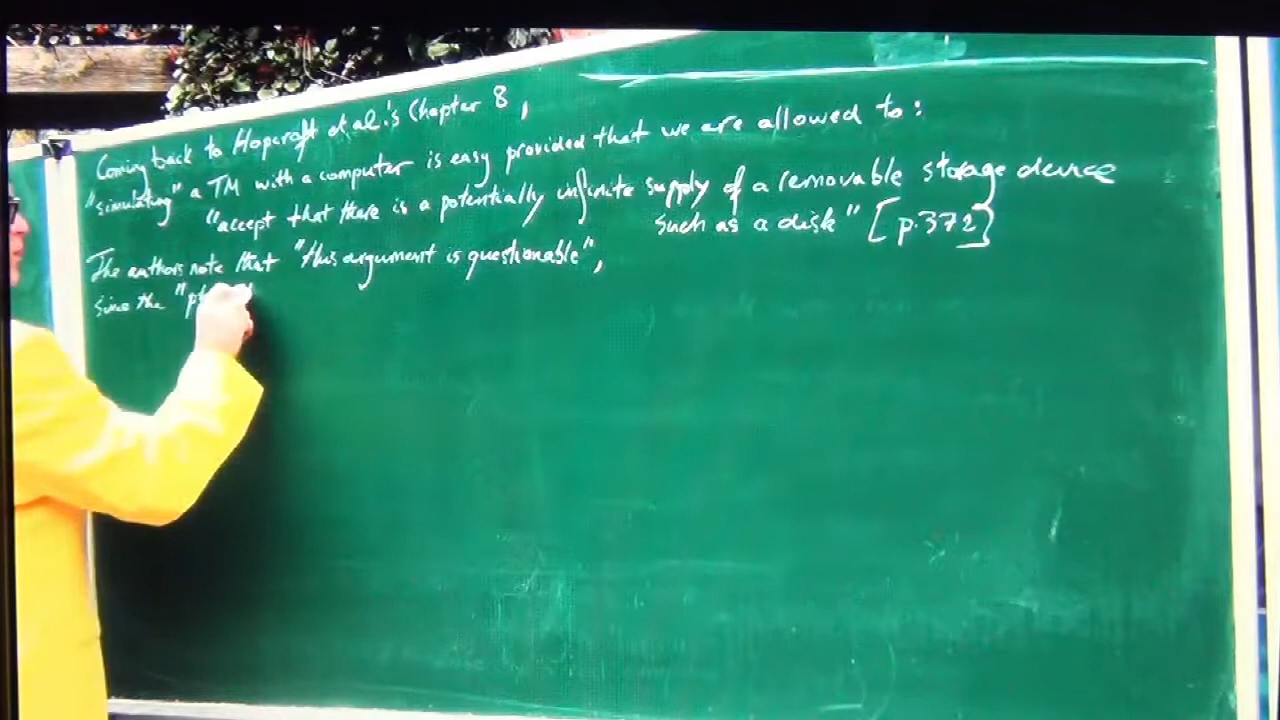 Coming back to Hopcroft et al.'s Chapter 8,
"simulating" a TM with a computer is easy provided that we are allowed to:
"accept that there is a potentially infinite supply of a removable storage device
such as a disk" [p.372]
The authors note that "this argument is questionable",
Since the "